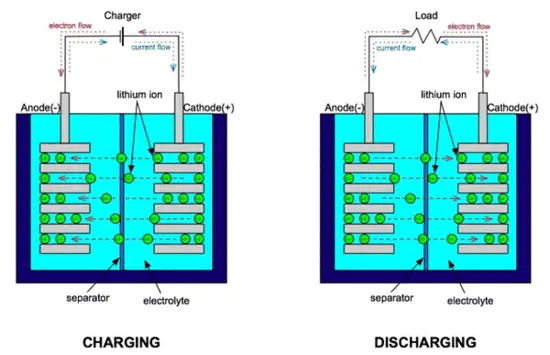 Charger
electron flow
current flow
Anode(-)
lithium ion
Cathode(+)
separator
electrolyte
CHARGING
Load
electron flow
current flow
Anode(-)
lithium ion
Cathode(+)
separator
electrolyte
DISCHARGING